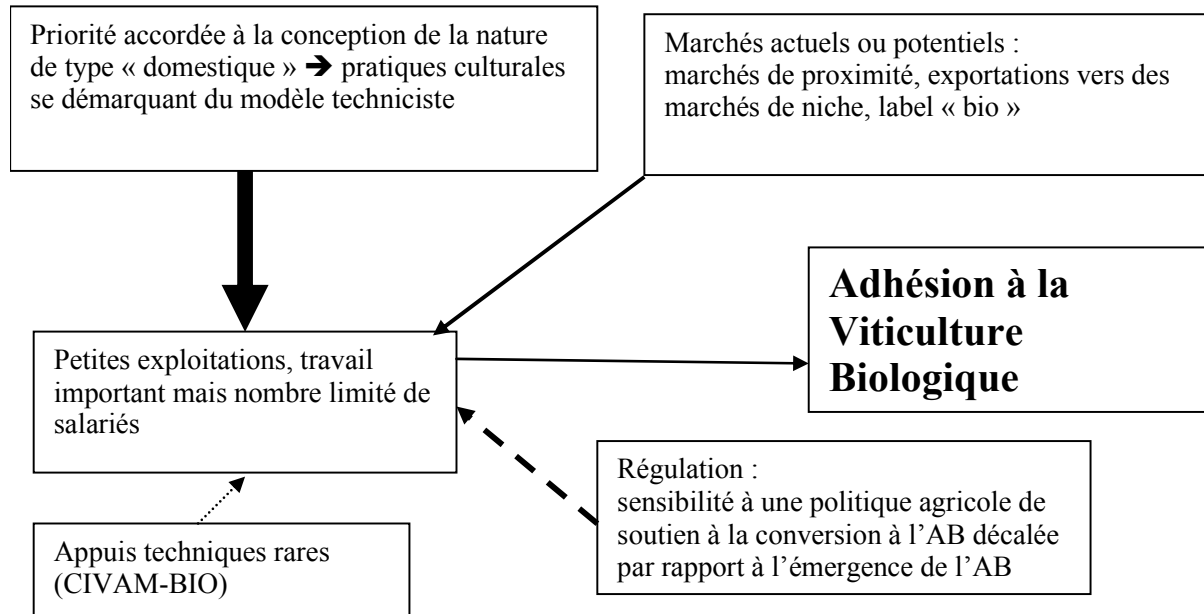 Priorité accordée à la conception de la nature
de type « domestique » ➔ pratiques culturales
se démarquant du modèle techniciste
Marchés actuels ou potentiels :
marchés de proximité, exportations vers des
marchés de niche, label « bio »
Adhésion à la
Viticulture
Biologique
Petites exploitations, travail
important mais nombre limité de
salariés
Régulation :
sensibilité à une politique agricole de
soutien à la conversion à l’AB décalée
par rapport à l’émergence de l’AB
Appuis techniques rares
(CIVAM-BIO)